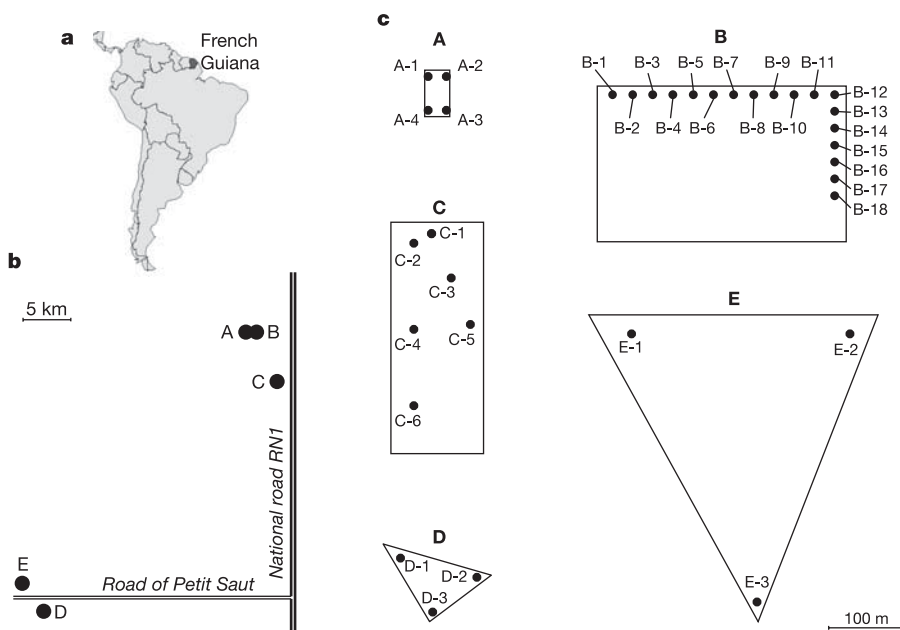 a
French
Guiana
b
5 km
A B
C
National road RN1
E
Road of Petit Saut
D
c
A
A-1 A-2
A-4 A-3
B
B-1 B-3 B-5 B-7 B-9 B-11
B-2 B-4 B-6 B-8 B-10
B-12
B-13
B-14
B-15
B-16
B-17
B-18
C
C-1
C-2
C-3
C-4 C-5
C-6
D
D-1
D-2
D-3
E
E-1 E-2
E-3
100 m